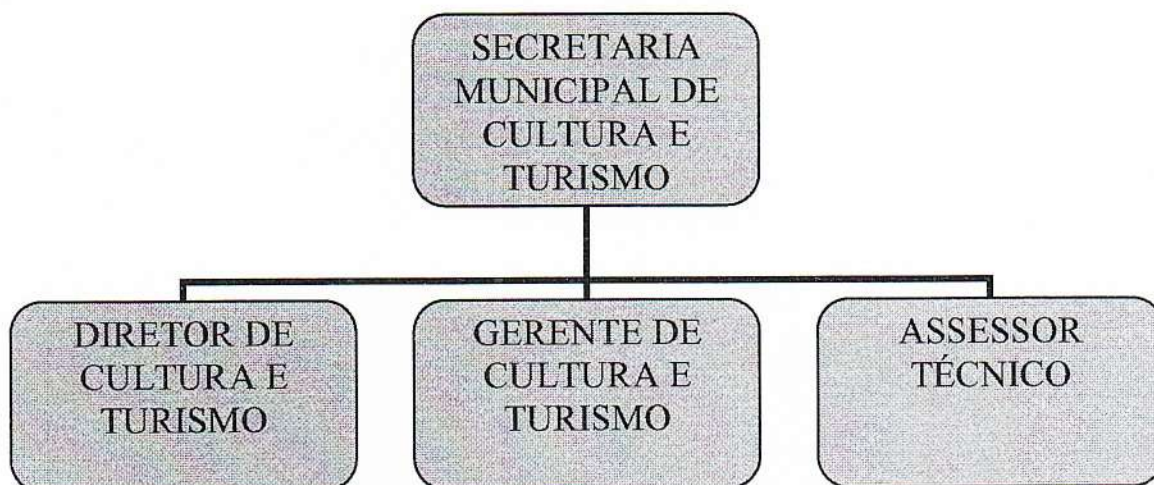 SECRETARIA
MUNICIPAL DE
CULTURA E
TURISMO
DIRETOR DE
CULTURA E
TURISMO
GERENTE DE
CULTURA E
TURISMO
ASSESSOR
TÉCNICO